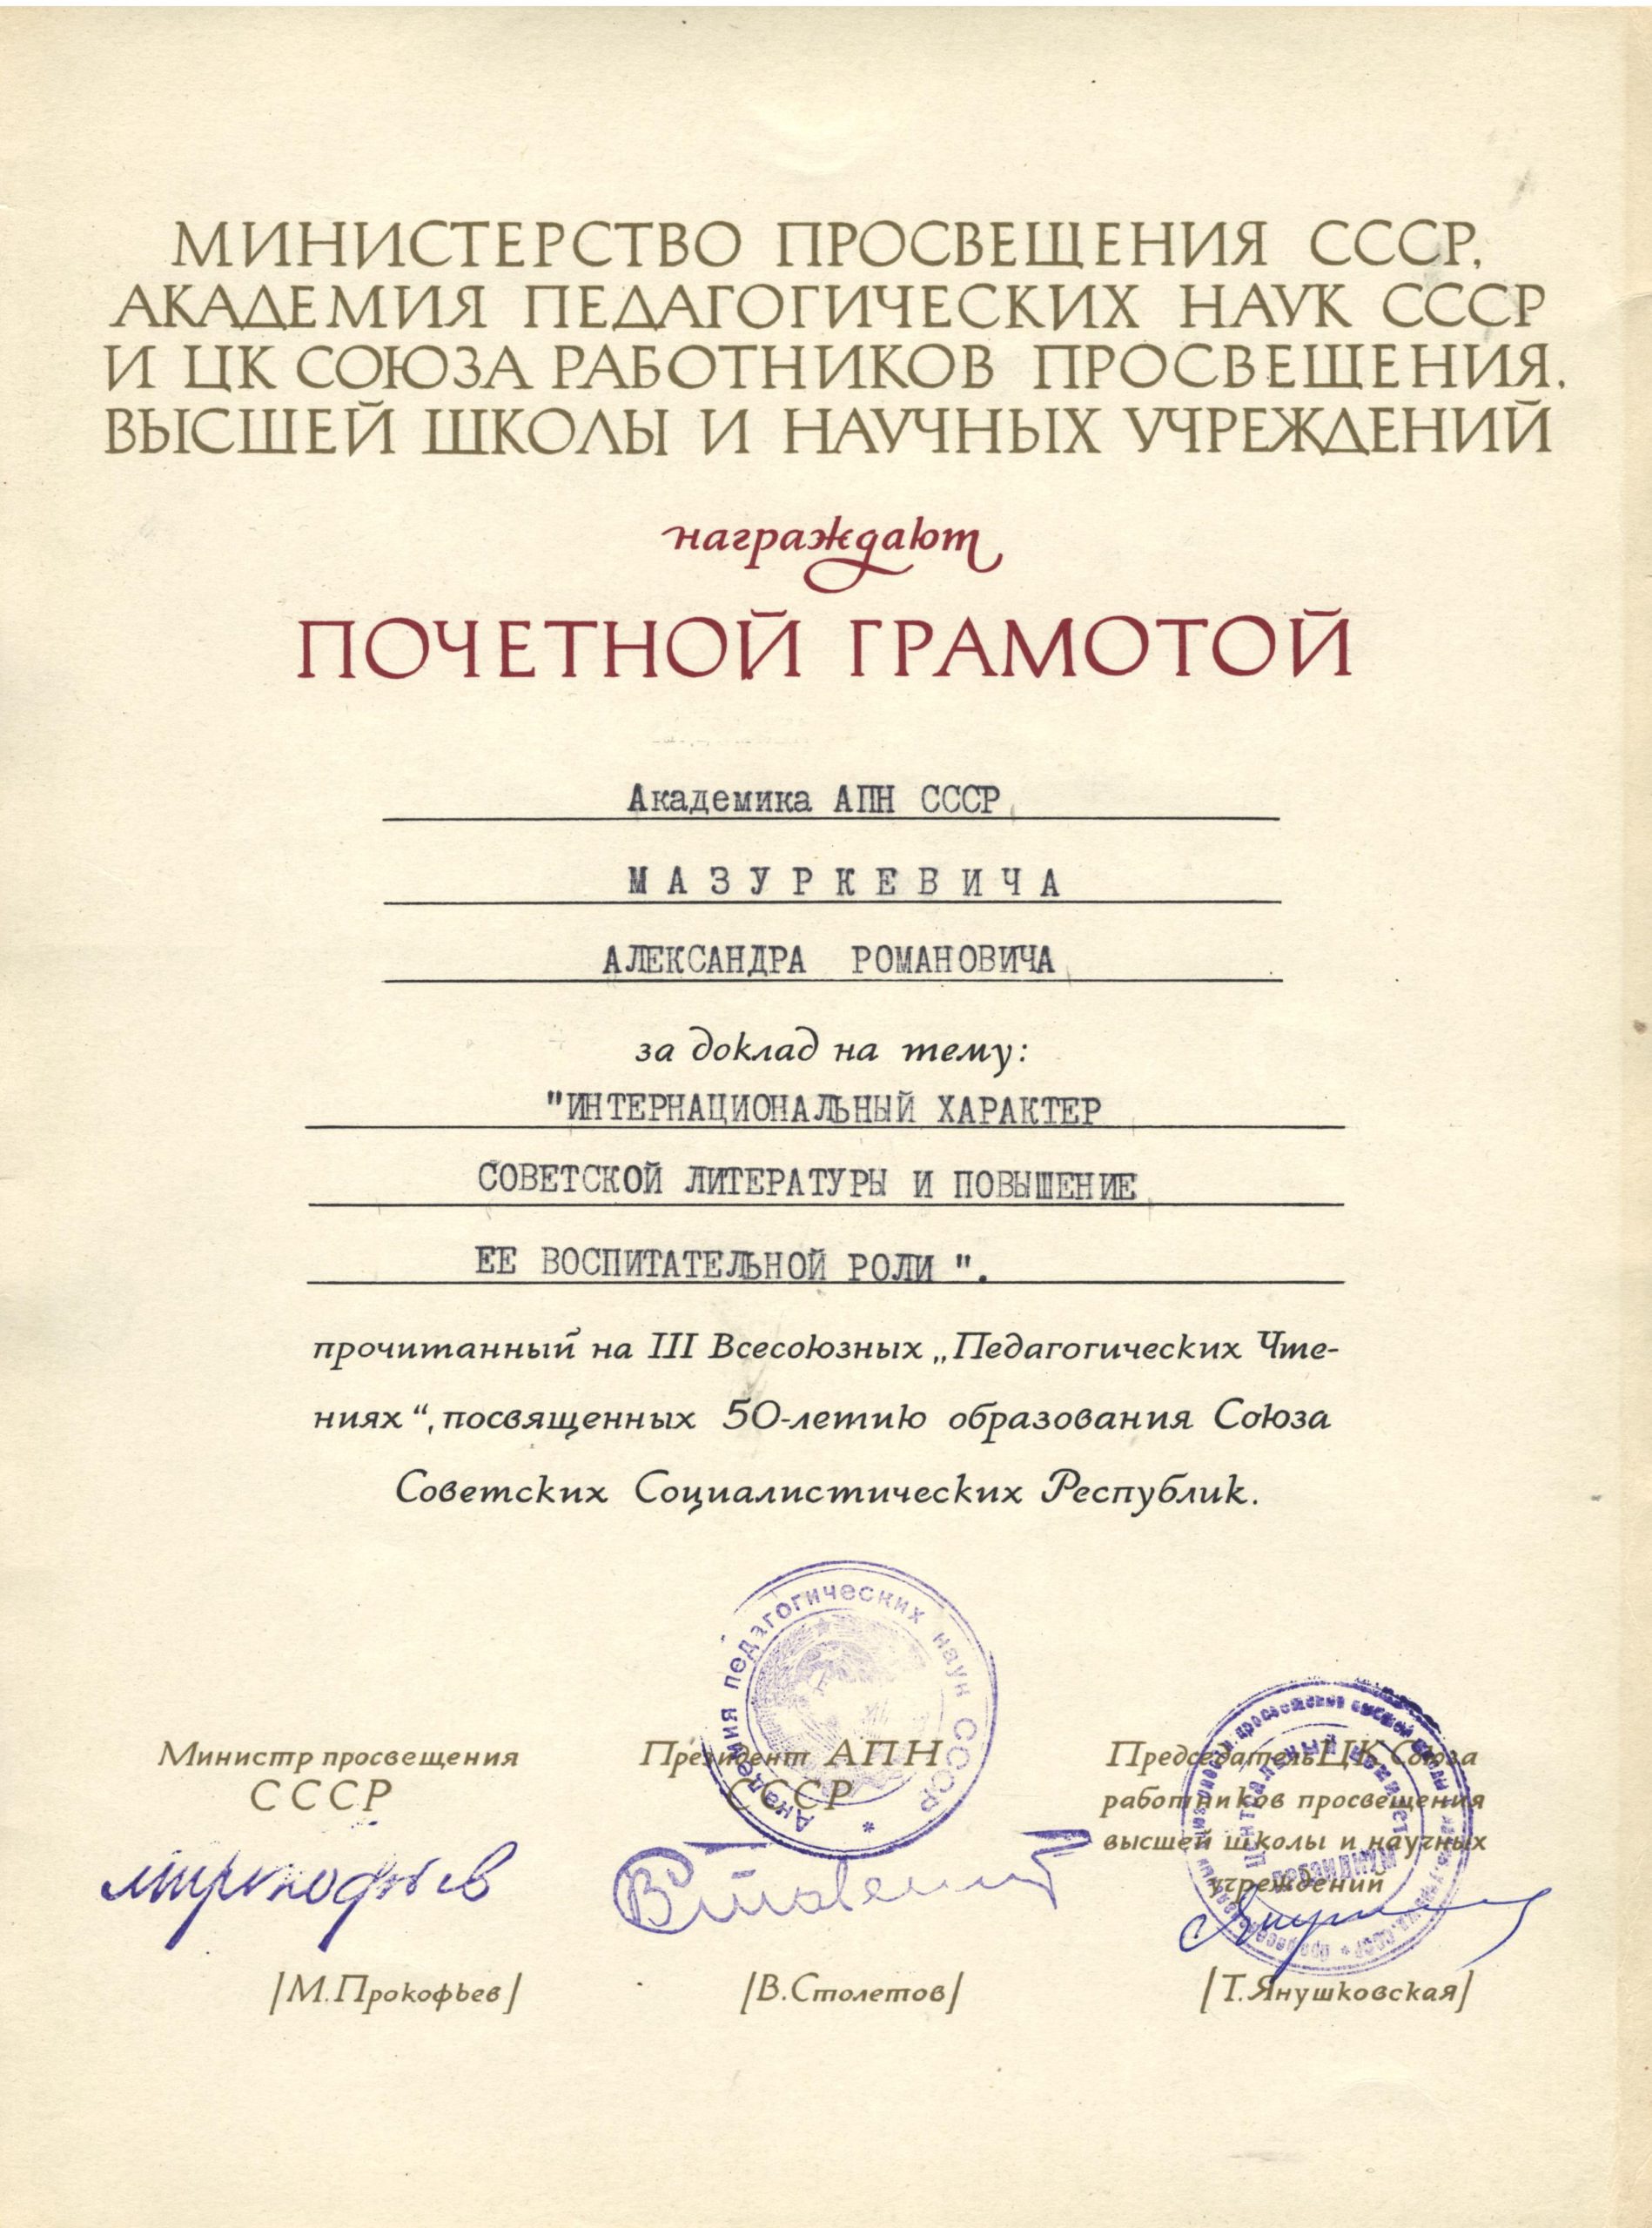 МИНИСТЕРСТВО ПРОСВЕЩЕНИЯ СССР,
АКАДЕМИЯ ПЕДАГОГИЧЕСКИХ НАУК СССР
И ЦК СОЮЗА РАБОТНИКОВ ПРОСВЕЩЕНИЯ,
ВЫСШЕЙ ШКОЛЫ И НАУЧНЫХ УЧРЕЖДЕНИЙ
награждают
ПОЧЕТНОЙ ГРАМОТОЙ
Академика АПН СССР
МАЗУРКЕВИЧА
АЛЕКСАНДРА РОМАНОВИЧА
за доклад на тему:
"ИНТЕРНАЦИОНАЛЬНЫЙ ХАРАКТЕР
СОВЕТСКОЙ ЛИТЕРАТУРЫ И ПОВЫШЕНИЕ
ЕЕ ВОСПИТАТЕЛЬНОЙ РОЛИ ".
прочитанный на III Всесоюзных „Педагогических Чте-
ниях“, посвященных 50-летию образования Союза
Советских Социалистических Республик.
Академия педагогических наук СССР *
Министр просвещения
СССР
Президент АПН
СССР
Председатель ЦК Союза
работников просвещения
высшей школы и научных
учреждений
Центральный комитет
президиум
/М.Прокофьев/
/В.Столетов/
/Т.Янушковская/